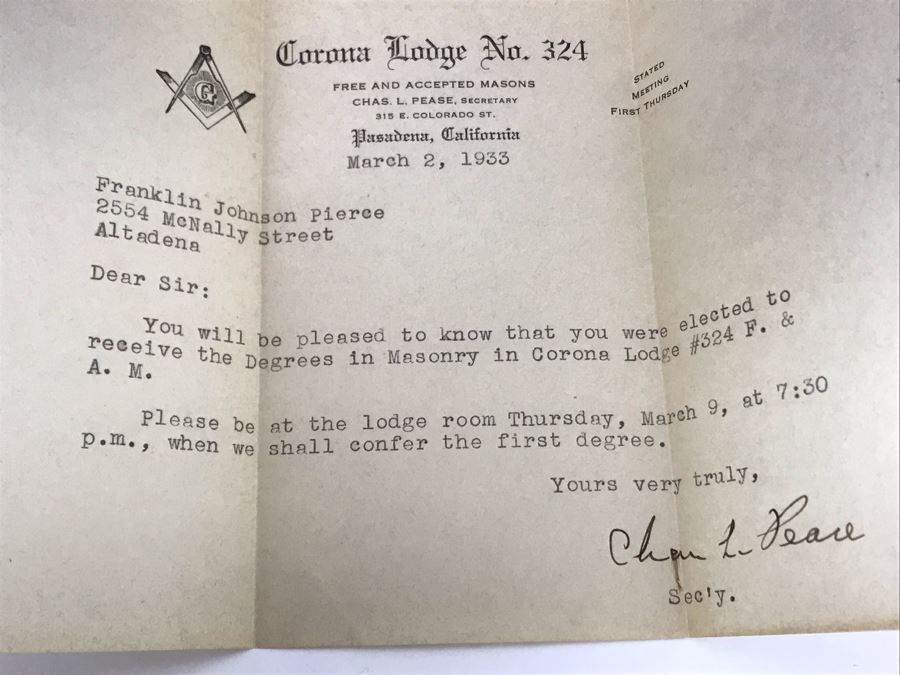 G
Corona Lodge No. 324
FREE AND ACCEPTED MASONS
CHAS. L. PEASE, SECRETARY
315 E. COLORADO ST.
Pasadena, California
STATED
MEETING
FIRST THURSDAY
March 2, 1933
Franklin Johnson Pierce
2554 McNally Street
Altadena
Dear Sir:
You will be pleased to know that you were elected to
receive the Degrees in Masonry in Corona Lodge #324 F. &
A. M.
Please be at the lodge room Thursday, March 9, at 7:30
p.m., when we shall confer the first degree.
Yours very truly,
Chas L. Pease
Sec'y.